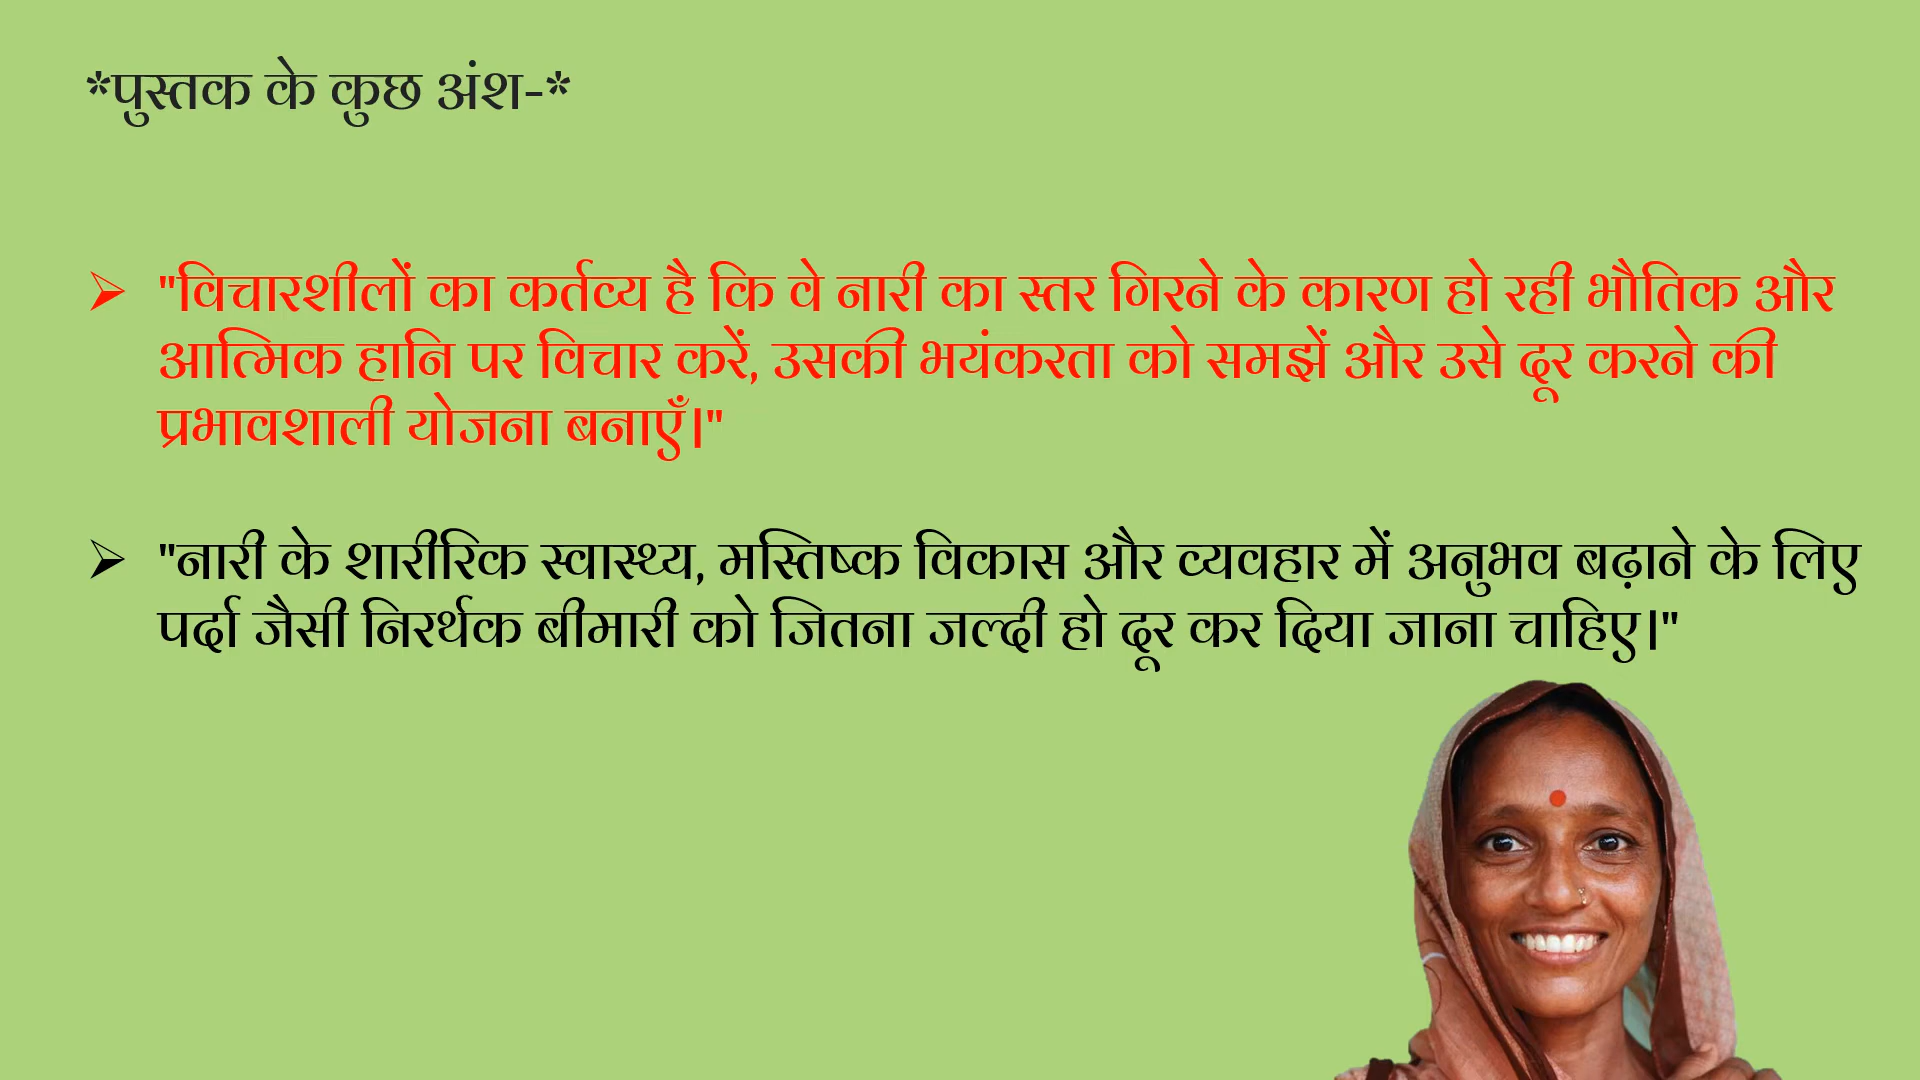 *पुस्तक के कुछ अंश-*
➢ "विचारशीलों का कर्तव्य है कि वे नारी का स्तर गिरने के कारण हो रही भौतिक और
आत्मिक हानि पर विचार करें, उसकी भयंकरता को समझें और उसे दूर करने की
प्रभावशाली योजना बनाएँ।"
➢ "नारी के शारीरिक स्वास्थ्य, मस्तिष्क विकास और व्यवहार में अनुभव बढ़ाने के लिए
पर्दा जैसी निरर्थक बीमारी को जितना जल्दी हो दूर कर दिया जाना चाहिए।"